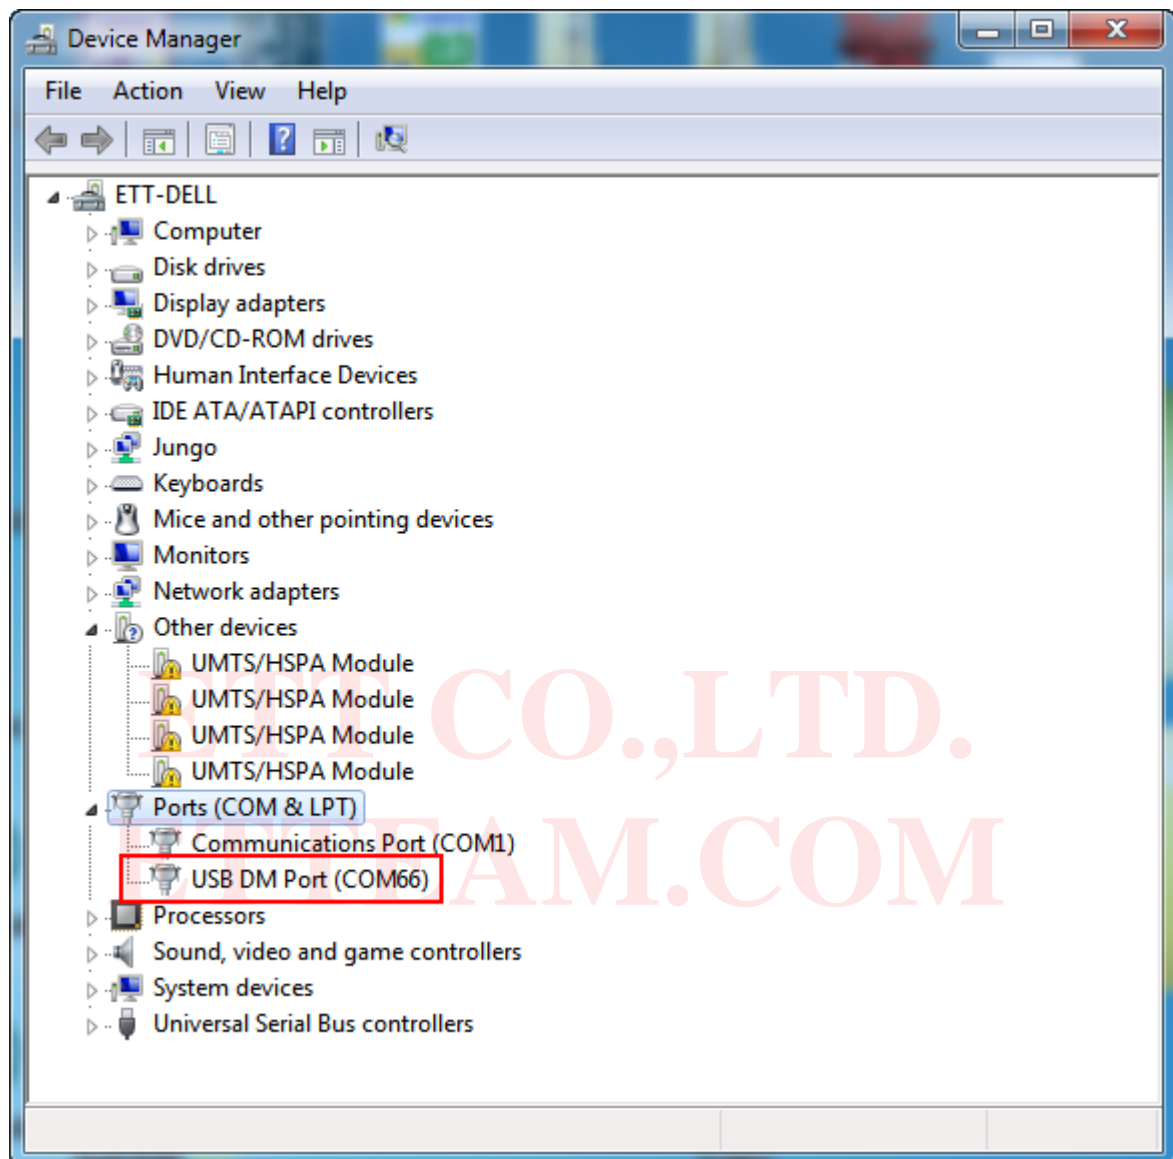 Device Manager
File Action View Help
ETT-DELL
Computer
Disk drives
Display adapters
DVD/CD-ROM drives
Human Interface Devices
IDE ATA/ATAPI controllers
Jungo
Keyboards
Mice and other pointing devices
Monitors
Network adapters
Other devices
UMTS/HSPA Module
UMTS/HSPA Module
UMTS/HSPA Module
UMTS/HSPA Module
ETT CO.,LTD.
Ports (COM & LPT)
Communications Port (COM1)
USB DM Port (COM66)
ETTEAM.COM
Processors
Sound, video and game controllers
System devices
Universal Serial Bus controllers